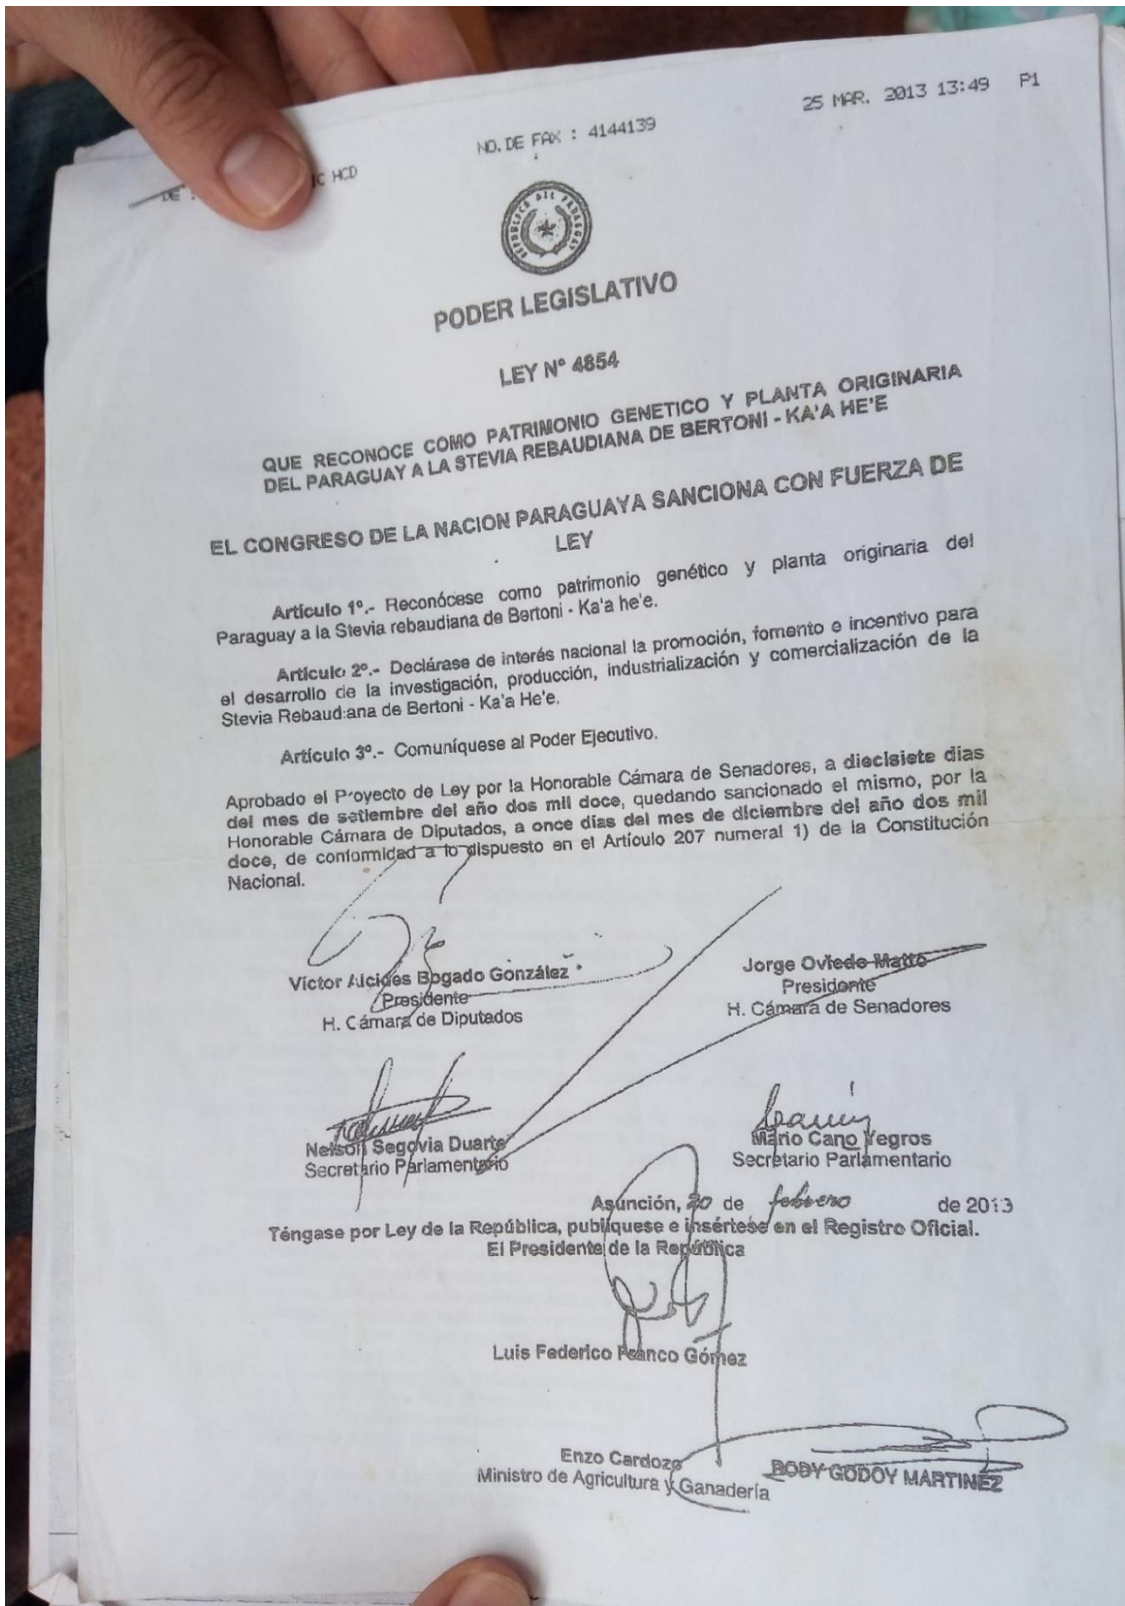 25 MAR. 2013 13:49 P1
NO. DE FAX : 4144139
DE : IC HCD
REPUBLICA DEL PARAGUAY
PODER LEGISLATIVO
LEY Nº 4854
QUE RECONOCE COMO PATRIMONIO GENETICO Y PLANTA ORIGINARIA
DEL PARAGUAY A LA STEVIA REBAUDIANA DE BERTONI - KA'A HE'E
EL CONGRESO DE LA NACION PARAGUAYA SANCIONA CON FUERZA DE
LEY
Artículo 1º.- Reconócese como patrimonio genético y planta originaria del
Paraguay a la Stevia rebaudiana de Bertoni - Ka'a he'e.
Artículo 2º.- Declárase de interés nacional la promoción, fomento e incentivo para
el desarrollo de la investigación, producción, industrialización y comercialización de la
Stevia Rebaudiana de Bertoni - Ka'a He'e.
Artículo 3º.- Comuníquese al Poder Ejecutivo.
Aprobado el Proyecto de Ley por la Honorable Cámara de Senadores, a diecisiete días
del mes de setiembre del año dos mil doce, quedando sancionado el mismo, por la
Honorable Cámara de Diputados, a once días del mes de diciembre del año dos mil
doce, de conformidad a lo dispuesto en el Artículo 207 numeral 1) de la Constitución
Nacional.
Víctor Alcides Bogado González
Jorge Oviedo Matto
Presidente
Presidente
H. Cámara de Diputados
H. Cámara de Senadores
Nelson Segovia Duarte
Mario Cano Yegros
Secretario Parlamentario
Secretario Parlamentario
Asunción, 20 de febrero de 2013
Téngase por Ley de la República, publíquese e insértese en el Registro Oficial.
El Presidente de la República
Luis Federico Franco Gómez
Enzo Cardozo
Ministro de Agricultura y Ganadería
RODY GODOY MARTINEZ